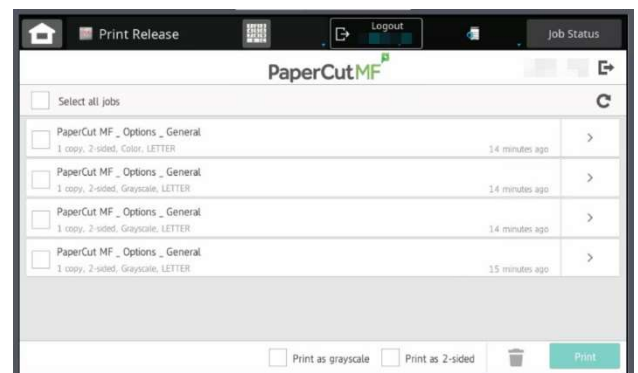 Print Release
Logout
Job Status
PaperCut MF
Select all jobs
PaperCut MF _ Options _ General
1 copy, 2-sided, Color, LETTER
14 minutes ago
PaperCut MF _ Options _ General
1 copy, 2-sided, Grayscale, LETTER
14 minutes ago
PaperCut MF _ Options _ General
1 copy, 2-sided, Grayscale, LETTER
14 minutes ago
PaperCut MF _ Options _ General
1 copy, 2-sided, Grayscale, LETTER
15 minutes ago
Print as grayscale
Print as 2-sided
Print